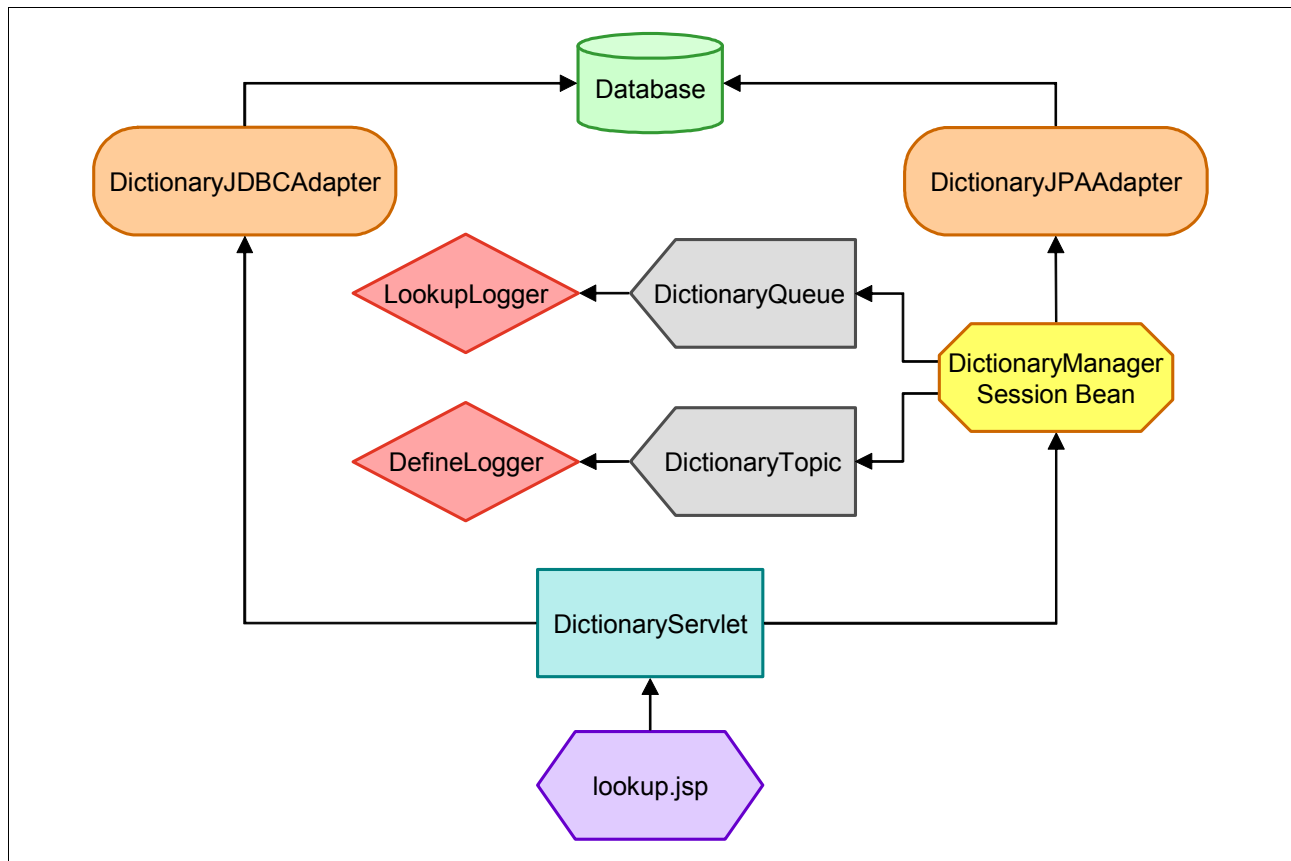 Database
DictionaryJDBCAdapter
DictionaryJPAAdapter
LookupLogger
DictionaryQueue
DictionaryManager
Session Bean
DefineLogger
DictionaryTopic
DictionaryServlet
lookup.jsp